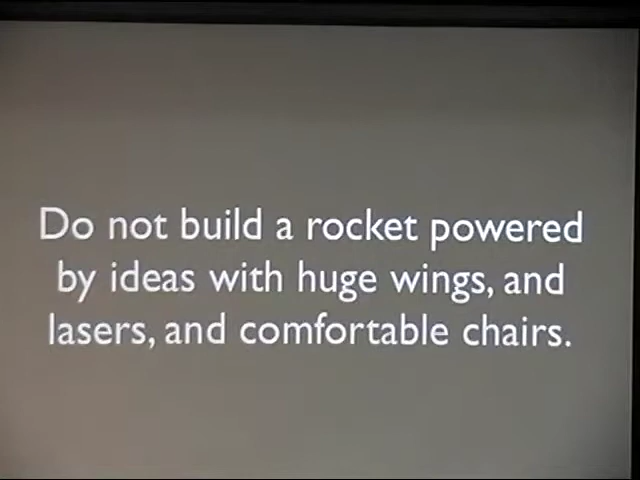 Do not build a rocket powered
by ideas with huge wings, and
lasers, and comfortable chairs.